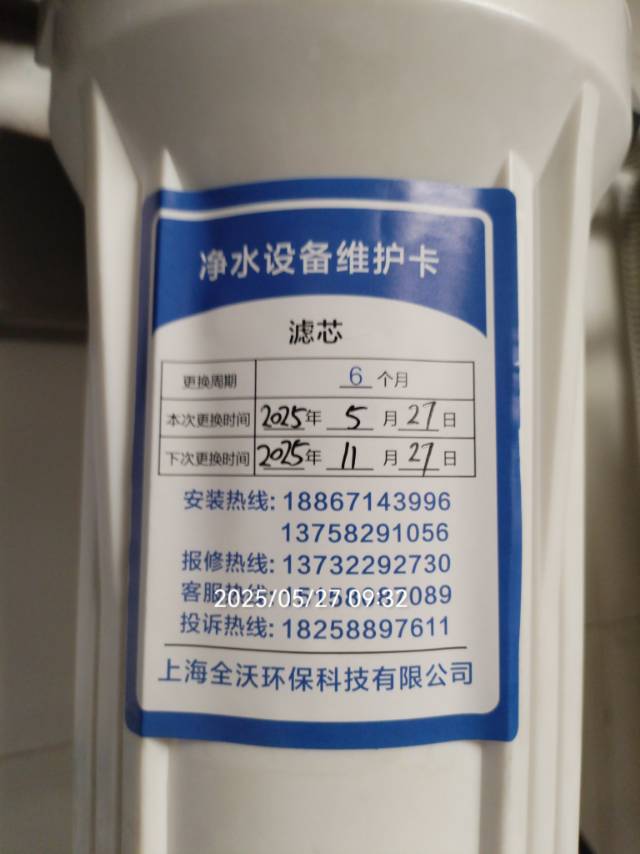 净水设备维护卡
滤芯
更换周期 6 个月
本次更换时间 2025年 5 月 27 日
下次更换时间 2025年 11 月 27 日
安装热线: 18867143996
13758291056
报修热线: 13732292730
客服热线:
2025/05/27 09:32
投诉热线: 18258897611
上海全沃环保科技有限公司